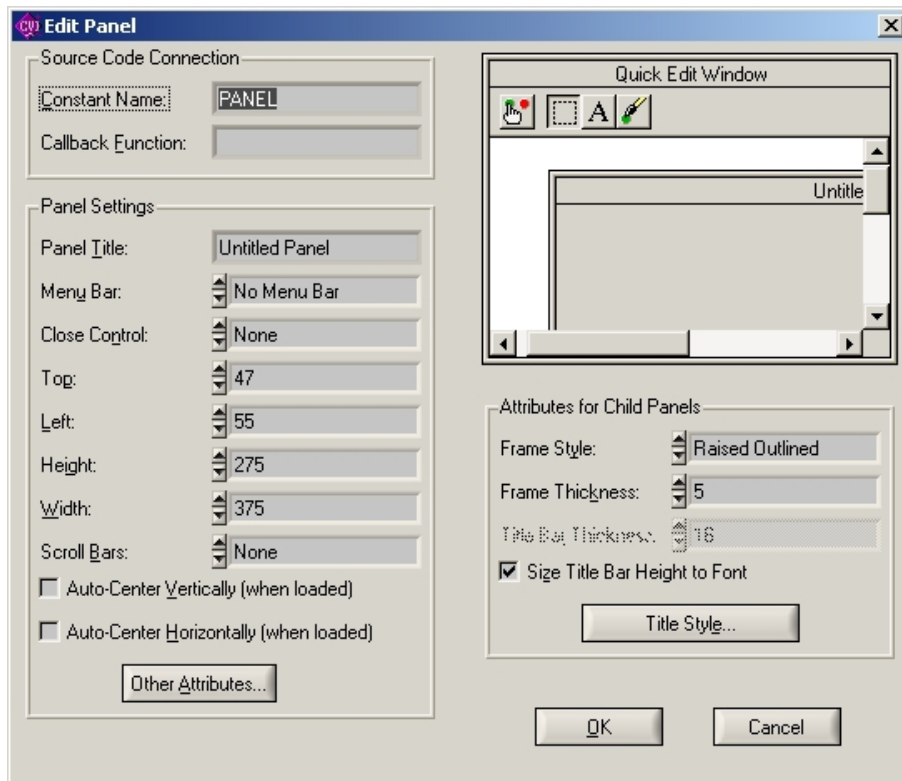 CVI Edit Panel
Source Code Connection
Constant Name: PANEL
Callback Function:
Panel Settings
Panel Title: Untitled Panel
Menu Bar: No Menu Bar
Close Control: None
Top: 47
Left: 55
Height: 275
Width: 375
Scroll Bars: None
Auto-Center Vertically (when loaded)
Auto-Center Horizontally (when loaded)
Other Attributes...
Quick Edit Window
A
Untitle
Attributes for Child Panels
Frame Style: Raised Outlined
Frame Thickness: 5
Title Bar Thickness: 16
Size Title Bar Height to Font
Title Style...
OK Cancel